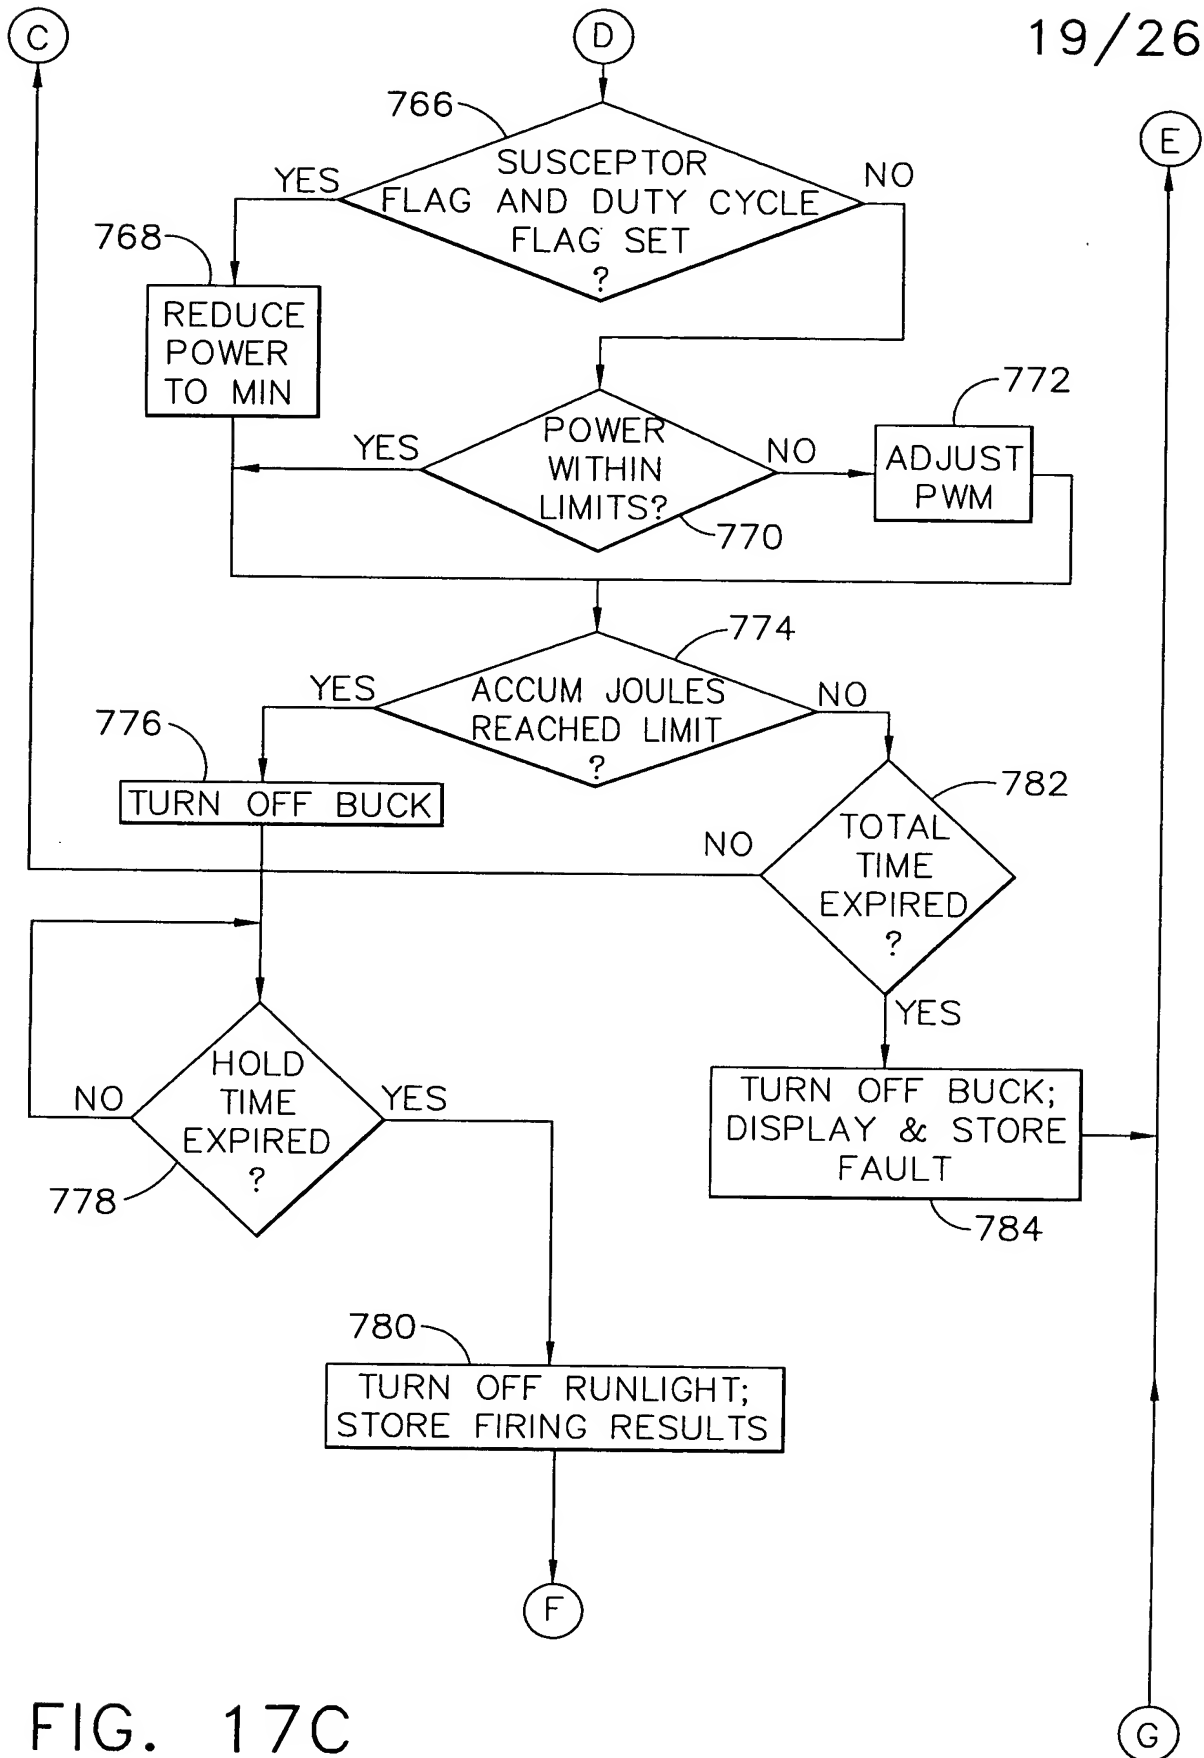 C
D
19/26
E
766
SUSCEPTOR
FLAG AND DUTY CYCLE
FLAG SET
?
YES
NO
768
REDUCE
POWER
TO MIN
POWER
WITHIN
LIMITS?
YES
NO
770
772
ADJUST
PWM
774
ACCUM JOULES
REACHED LIMIT
?
YES
NO
776
TURN OFF BUCK
782
TOTAL
TIME
EXPIRED
?
NO
YES
HOLD
TIME
EXPIRED
?
NO
YES
778
TURN OFF BUCK;
DISPLAY & STORE
FAULT
784
780
TURN OFF RUNLIGHT;
STORE FIRING RESULTS
F
FIG. 17C
G